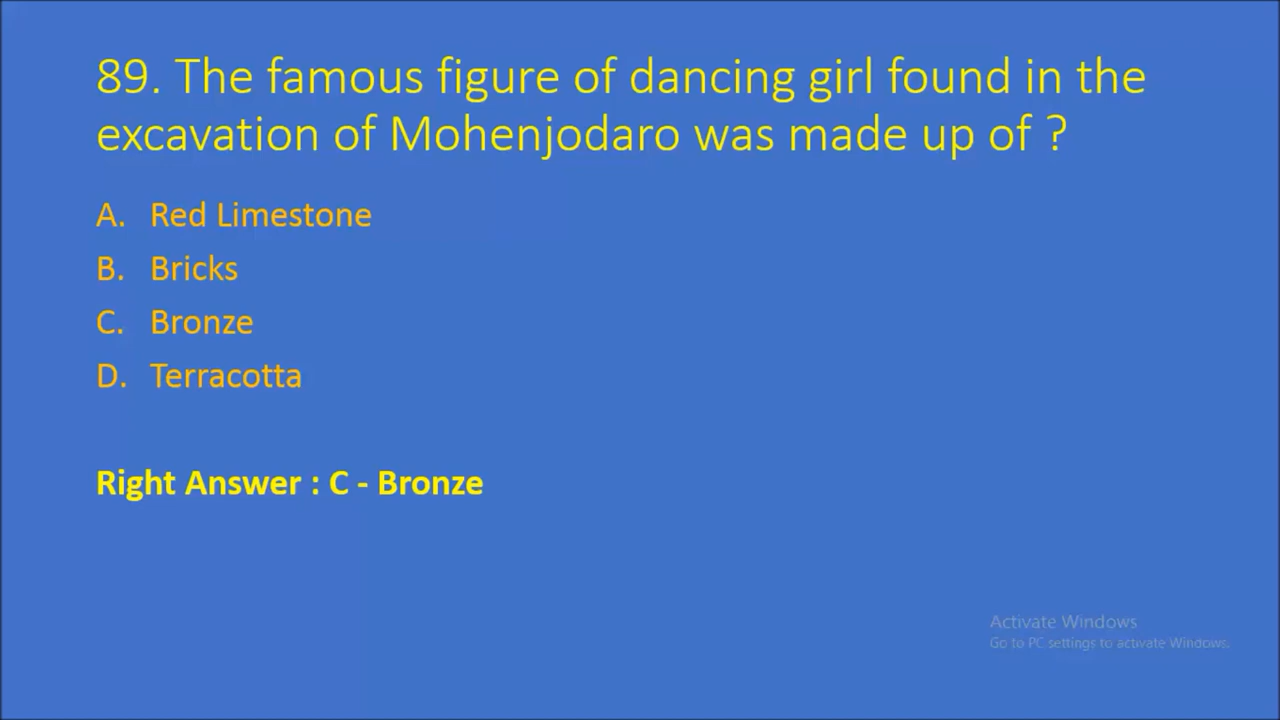 89. The famous figure of dancing girl found in the
excavation of Mohenjodaro was made up of ?
A. Red Limestone
B. Bricks
C. Bronze
D. Terracotta
Right Answer : C - Bronze
Activate Windows
Go to PC settings to activate Windows.